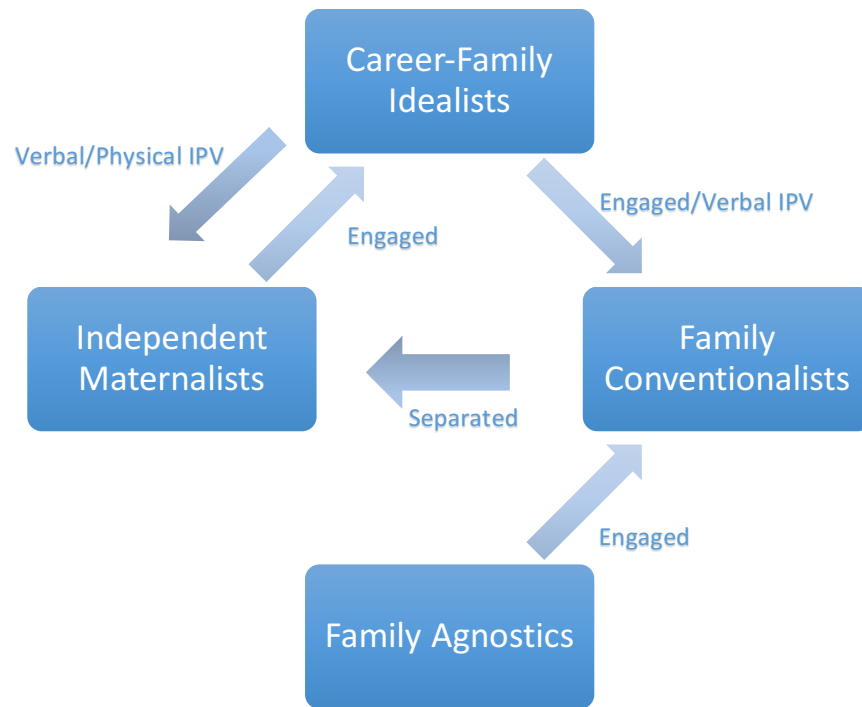 Career-Family
Idealists
Verbal/Physical IPV
Engaged/Verbal IPV
Engaged
Independent
Maternalists
Family
Conventionalists
Separated
Engaged
Family Agnostics